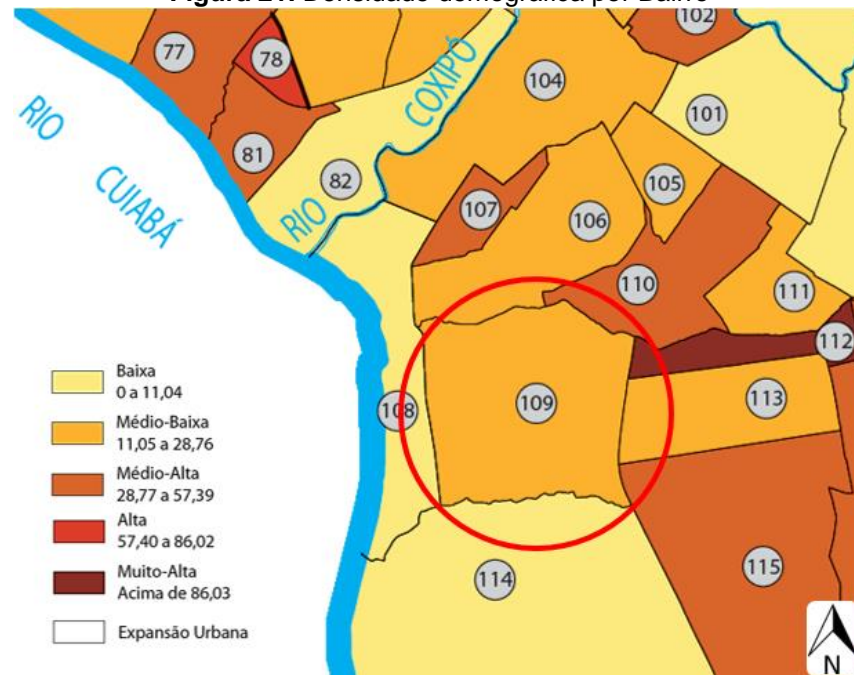 Figura 21: Densidade demográfica por Bairro
102
77
78
COXIPÓ
104
101
RIO
81
82
105
CUIABÁ
107
RIO
106
110
111
112
108
109
113
Baixa
0 a 11,04
Médio-Baixa
11,05 a 28,76
Médio-Alta
28,77 a 57,39
Alta
57,40 a 86,02
Muito-Alta
Acima de 86,03
Expansão Urbana
114
115
N